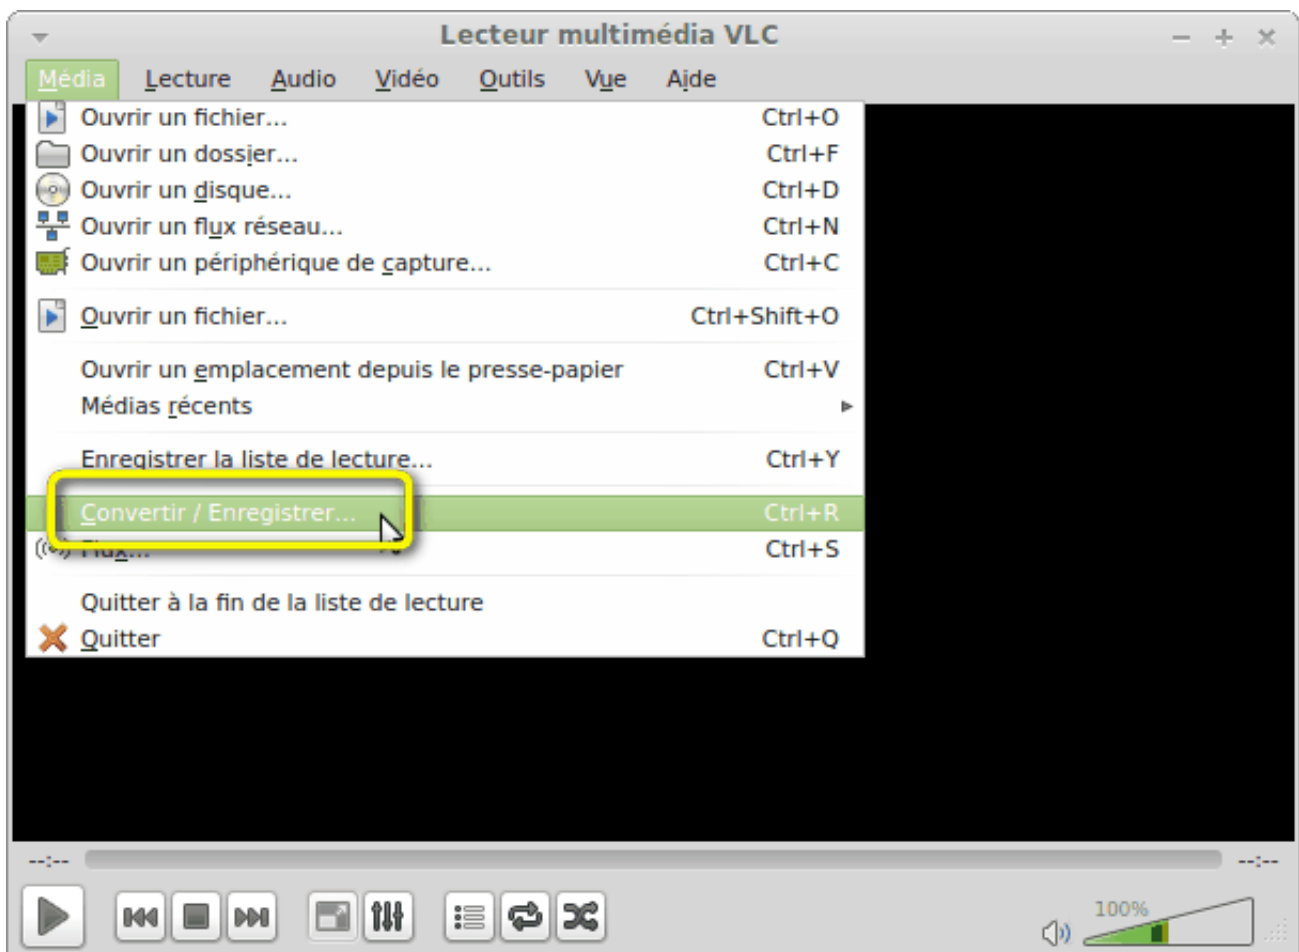 Lecteur multimédia VLC
Média Lecture Audio Vidéo Outils Vue Aide
Ouvrir un fichier... Ctrl+O
Ouvrir un dossier... Ctrl+F
Ouvrir un disque... Ctrl+D
Ouvrir un flux réseau... Ctrl+N
Ouvrir un périphérique de capture... Ctrl+C
Ouvrir un fichier... Ctrl+Shift+O
Ouvrir un emplacement depuis le presse-papier Ctrl+V
Médias récents
Enregistrer la liste de lecture... Ctrl+Y
Convertir / Enregistrer... Ctrl+R
Flux... Ctrl+S
Quitter à la fin de la liste de lecture
Quitter Ctrl+Q
--:-- --:--
100%